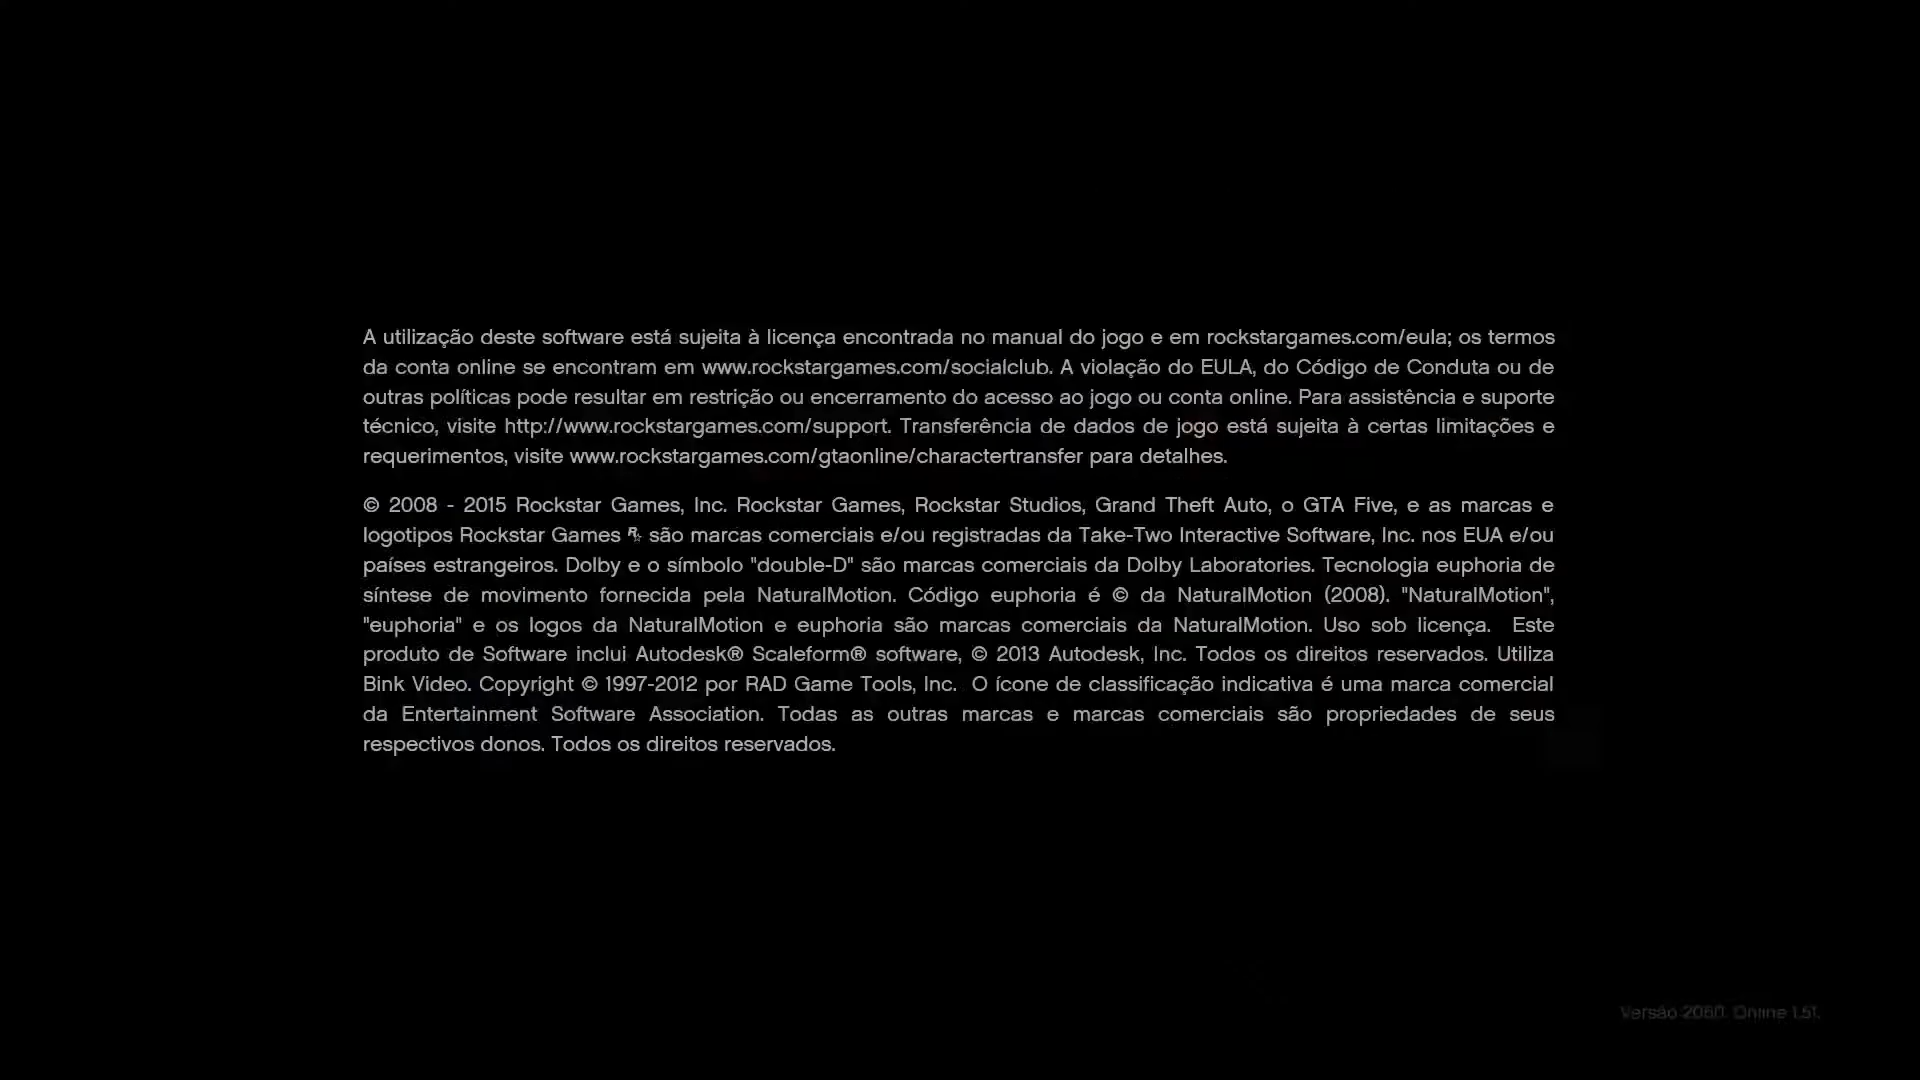 A utilização deste software está sujeita à licença encontrada no manual do jogo e em rockstargames.com/eula; os termos
da conta online se encontram em www.rockstargames.com/socialclub. A violação do EULA, do Código de Conduta ou de
outras políticas pode resultar em restrição ou encerramento do acesso ao jogo ou conta online. Para assistência e suporte
técnico, visite http://www.rockstargames.com/support. Transferência de dados de jogo está sujeita à certas limitações e
requerimentos, visite www.rockstargames.com/gtaonline/charactertransfer para detalhes.
© 2008 - 2015 Rockstar Games, Inc. Rockstar Games, Rockstar Studios, Grand Theft Auto, o GTA Five, e as marcas e
logotipos Rockstar Games R* são marcas comerciais e/ou registradas da Take-Two Interactive Software, Inc. nos EUA e/ou
países estrangeiros. Dolby e o símbolo "double-D" são marcas comerciais da Dolby Laboratories. Tecnologia euphoria de
síntese de movimento fornecida pela NaturalMotion. Código euphoria é © da NaturalMotion (2008). "NaturalMotion",
"euphoria" e os logos da NaturalMotion e euphoria são marcas comerciais da NaturalMotion. Uso sob licença. Este
produto de Software inclui Autodesk® Scaleform® software, © 2013 Autodesk, Inc. Todos os direitos reservados. Utiliza
Bink Video. Copyright © 1997-2012 por RAD Game Tools, Inc. O ícone de classificação indicativa é uma marca comercial
da Entertainment Software Association. Todas as outras marcas e marcas comerciais são propriedades de seus
respectivos donos. Todos os direitos reservados.
Versão Online 1.51.